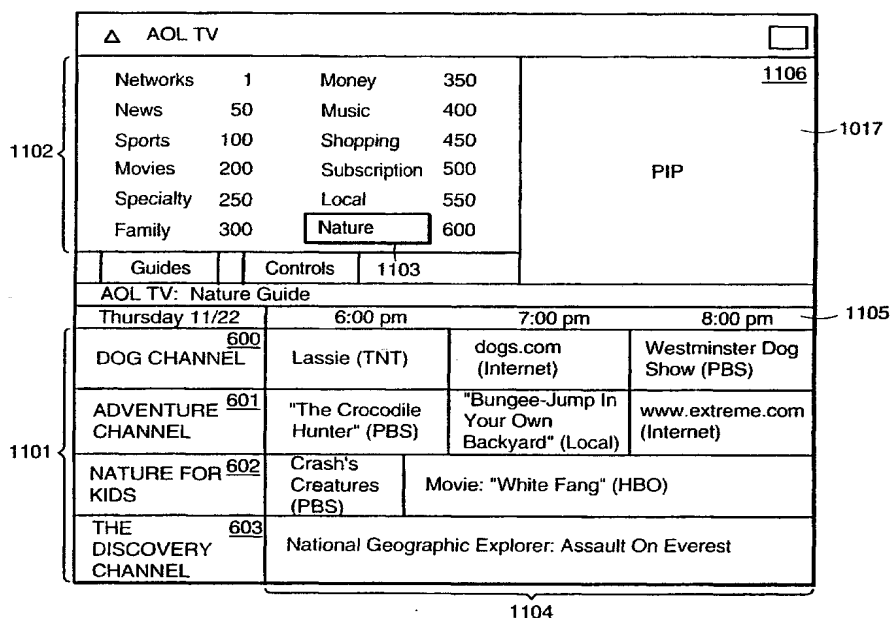 AOL TV
Networks 1 Money 350 1106
News 50 Music 400
1017
Sports 100 Shopping 450
1102
Movies 200 Subscription 500 PIP
Specialty 250 Local 550
Family 300 Nature 600
Guides Controls 1103
AOL TV: Nature Guide
Thursday 11/22 6:00 pm 7:00 pm 8:00 pm 1105
DOG CHANNEL 600
Lassie (TNT)
dogs.com
(Internet)
Westminster Dog
Show (PBS)
ADVENTURE 601
CHANNEL
"The Crocodile
Hunter" (PBS)
"Bungee-Jump In
Your Own
Backyard" (Local)
www.extreme.com
(Internet)
1101
NATURE FOR 602
KIDS
Crash's
Creatures
(PBS)
Movie: "White Fang" (HBO)
THE 603
DISCOVERY
CHANNEL
National Geographic Explorer: Assault On Everest
1104